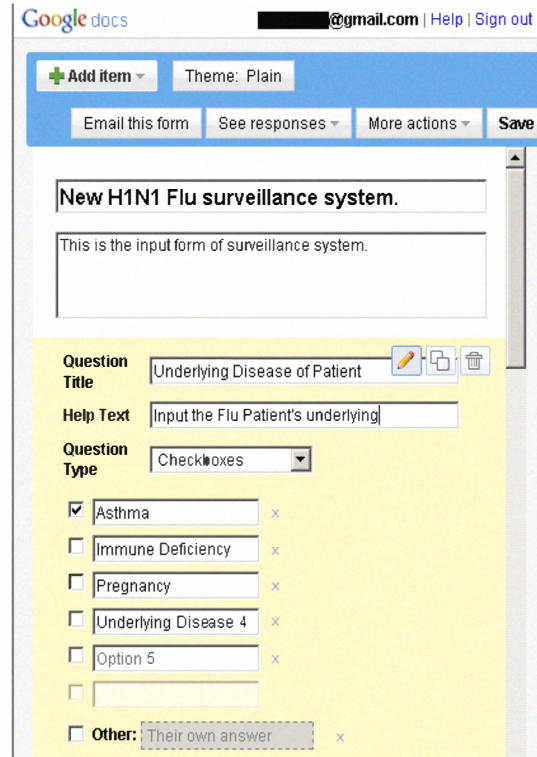 Google docs
@gmail.com | Help | Sign out
Add item
Theme: Plain
Email this form
See responses
More actions
Save
New H1N1 Flu surveillance system.
This is the input form of surveillance system.
Question Title
Underlying Disease of Patient
Help Text
Input the Flu Patient's underlying
Question Type
Checkboxes
Asthma
x
Immune Deficiency
x
Pregnancy
x
Underlying Disease 4
x
Option 5
x
Other: Their own answer
x